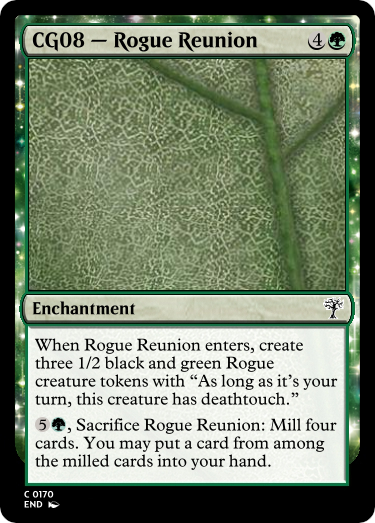 CG08 — Rogue Reunion 4
Enchantment
When Rogue Reunion enters, create
three 1/2 black and green Rogue
creature tokens with “As long as it’s your
turn, this creature has deathtouch.”
5, Sacrifice Rogue Reunion: Mill four
cards. You may put a card from among
the milled cards into your hand.
C 0170
END